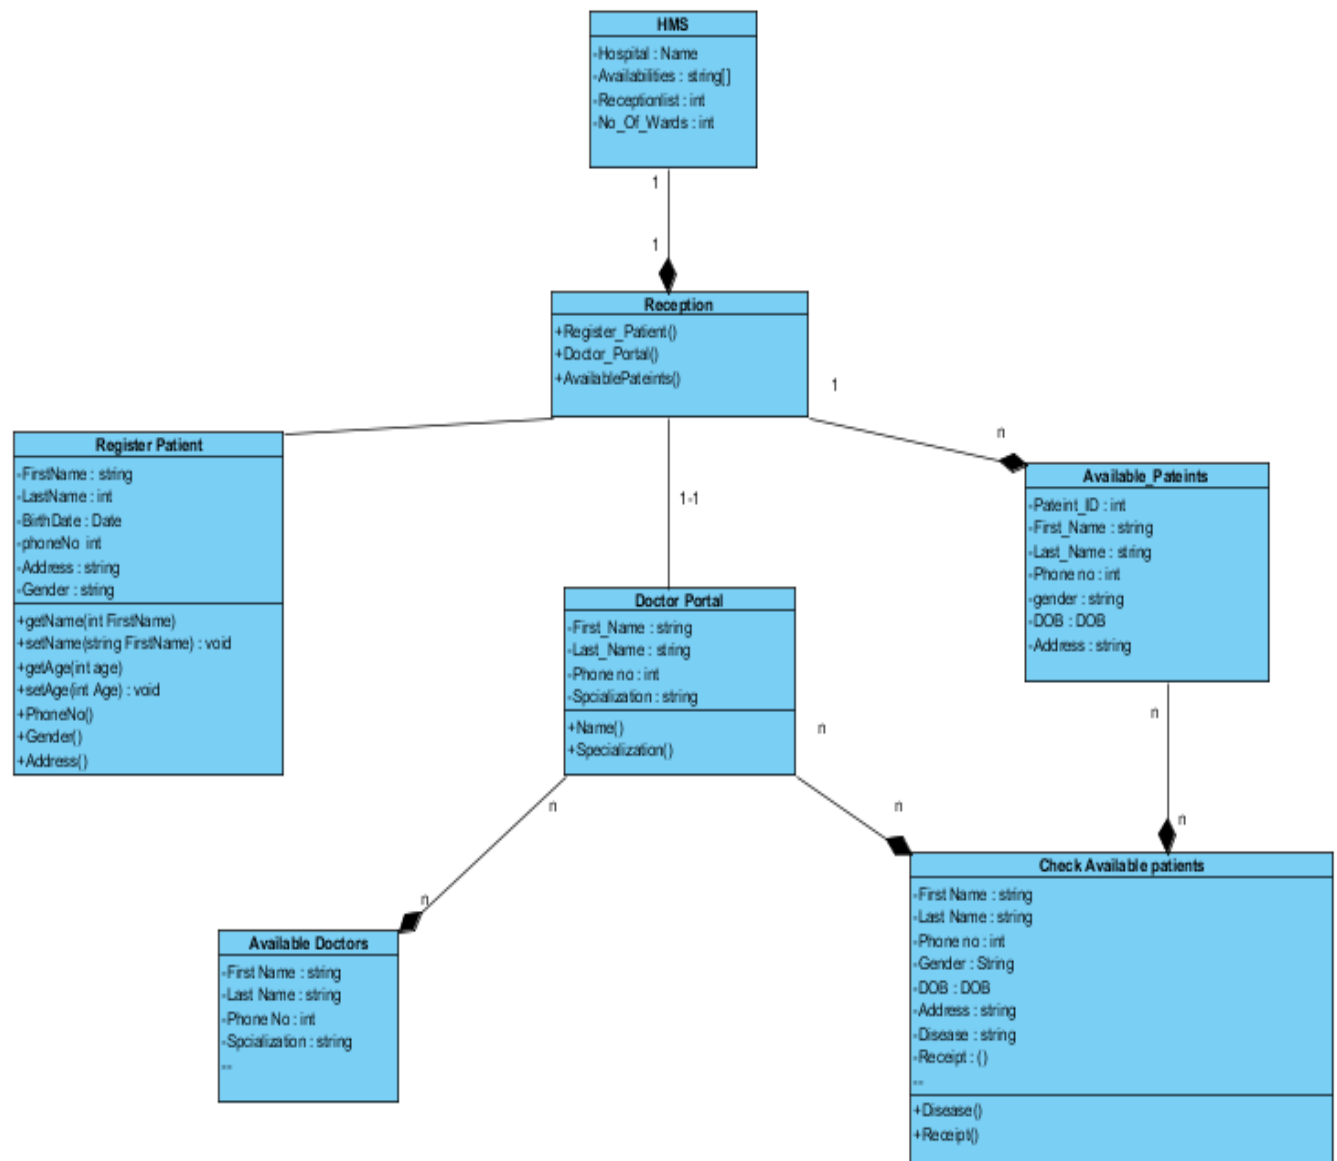 HMS
-Hospital : Name
-Availabilities : string[]
-Receptionlist : int
-No_Of_Wards : int
1
1
Reception
+Register_Patient()
+Doctor_Portal()
+AvailablePateints()
1
n
Register Patient
-FirstName : string
-LastName : int
-BirthDate : Date
-phoneNo int
-Address : string
-Gender : string
+getName(int FirstName)
+setName(string FirstName) : void
+getAge(int age)
+setAge(int Age) : void
+PhoneNo()
+Gender()
+Address()
1-1
Available_Pateints
-Pateint_ID : int
-First_Name : string
-Last_Name : string
-Phone no : int
-gender : string
-DOB : DOB
-Address : string
Doctor Portal
-First_Name : string
-Last_Name : string
-Phone no : int
-Spcialization : string
+Name()
+Specialization()
n
n
n
n
n
n
Available Doctors
-First Name : string
-Last Name : string
-Phone No : int
-Spcialization : string
--
Check Available patients
-First Name : string
-Last Name : string
-Phone no : int
-Gender : String
-DOB : DOB
-Address : string
-Disease : string
-Receipt : ()
--
+Disease()
+Receipt()